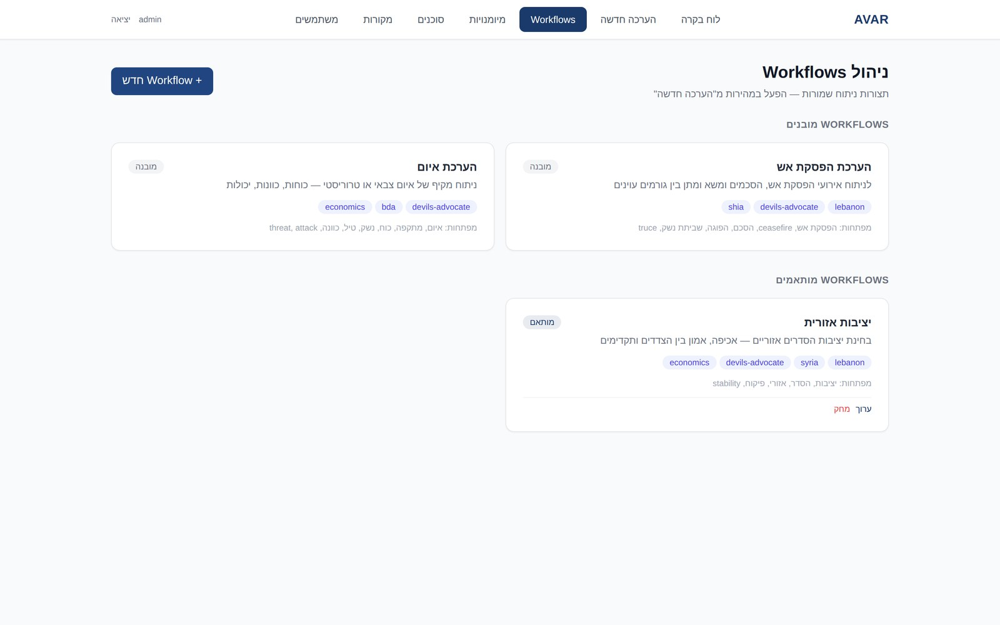 AVAR
לוח בקרה
הערכה חדשה
Workflows
מיומנויות
סוכנים
מקורות
משתמשים
admin
יציאה
ניהול Workflows
תצורות ניתוח שמורות — הפעל במהירות מ"הערכה חדשה"
+ Workflow חדש
WORKFLOWS מובנים
הערכת הפסקת אש
מובנה
לניתוח אירועי הפסקת אש, הסכמים ומשא ומתן בין גורמים עוינים
lebanon
devils-advocate
shia
מפתחות: הפסקת אש, ceasefire, הסכם, הפוגה, שביתת נשק, truce
הערכת איום
מובנה
ניתוח מקיף של איום צבאי או טרוריסטי — כוחות, כוונות, יכולות
devils-advocate
bda
economics
מפתחות: איום, מתקפה, כוח, נשק, טיל, כוונה, threat, attack
WORKFLOWS מותאמים
יציבות אזורית
מותאם
בחינת יציבות הסדרים אזוריים — אכיפה, אמון בין הצדדים ותקדימים
lebanon
syria
devils-advocate
economics
מפתחות: יציבות, הסדר, אזורי, פיקוח, stability
ערוך
מחק